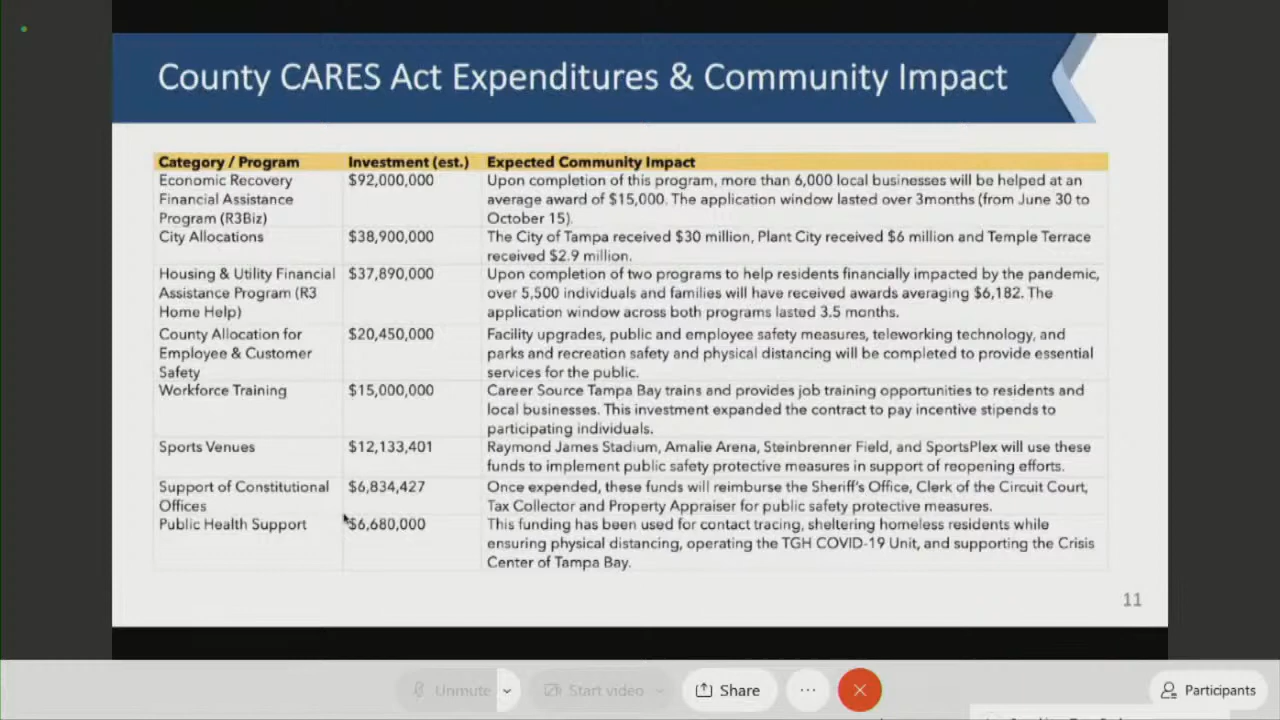 County CARES Act Expenditures & Community Impact
Category / Program Investment (est.) Expected Community Impact
Economic Recovery $92,000,000 Upon completion of this program, more than 6,000 local businesses will be helped at an
Financial Assistance average award of $15,000. The application window lasted over 3months (from June 30 to
Program (R3Biz) October 15).
City Allocations $38,900,000 The City of Tampa received $30 million, Plant City received $6 million and Temple Terrace
received $2.9 million.
Housing & Utility Financial $37,890,000 Upon completion of two programs to help residents financially impacted by the pandemic,
Assistance Program (R3 over 5,500 individuals and families will have received awards averaging $6,182. The
Home Help) application window across both programs lasted 3.5 months.
County Allocation for $20,450,000 Facility upgrades, public and employee safety measures, teleworking technology, and
Employee & Customer parks and recreation safety and physical distancing will be completed to provide essential
Safety services for the public.
Workforce Training $15,000,000 Career Source Tampa Bay trains and provides job training opportunities to residents and
local businesses. This investment expanded the contract to pay incentive stipends to
participating individuals.
Sports Venues $12,133,401 Raymond James Stadium, Amalie Arena, Steinbrenner Field, and SportsPlex will use these
funds to implement public safety protective measures in support of reopening efforts.
Support of Constitutional $6,834,427 Once expended, these funds will reimburse the Sheriff's Office, Clerk of the Circuit Court,
Offices Tax Collector and Property Appraiser for public safety protective measures.
Public Health Support $6,680,000 This funding has been used for contact tracing, sheltering homeless residents while
ensuring physical distancing, operating the TGH COVID-19 Unit, and supporting the Crisis
Center of Tampa Bay.
11
Unmute Start video Share Participants